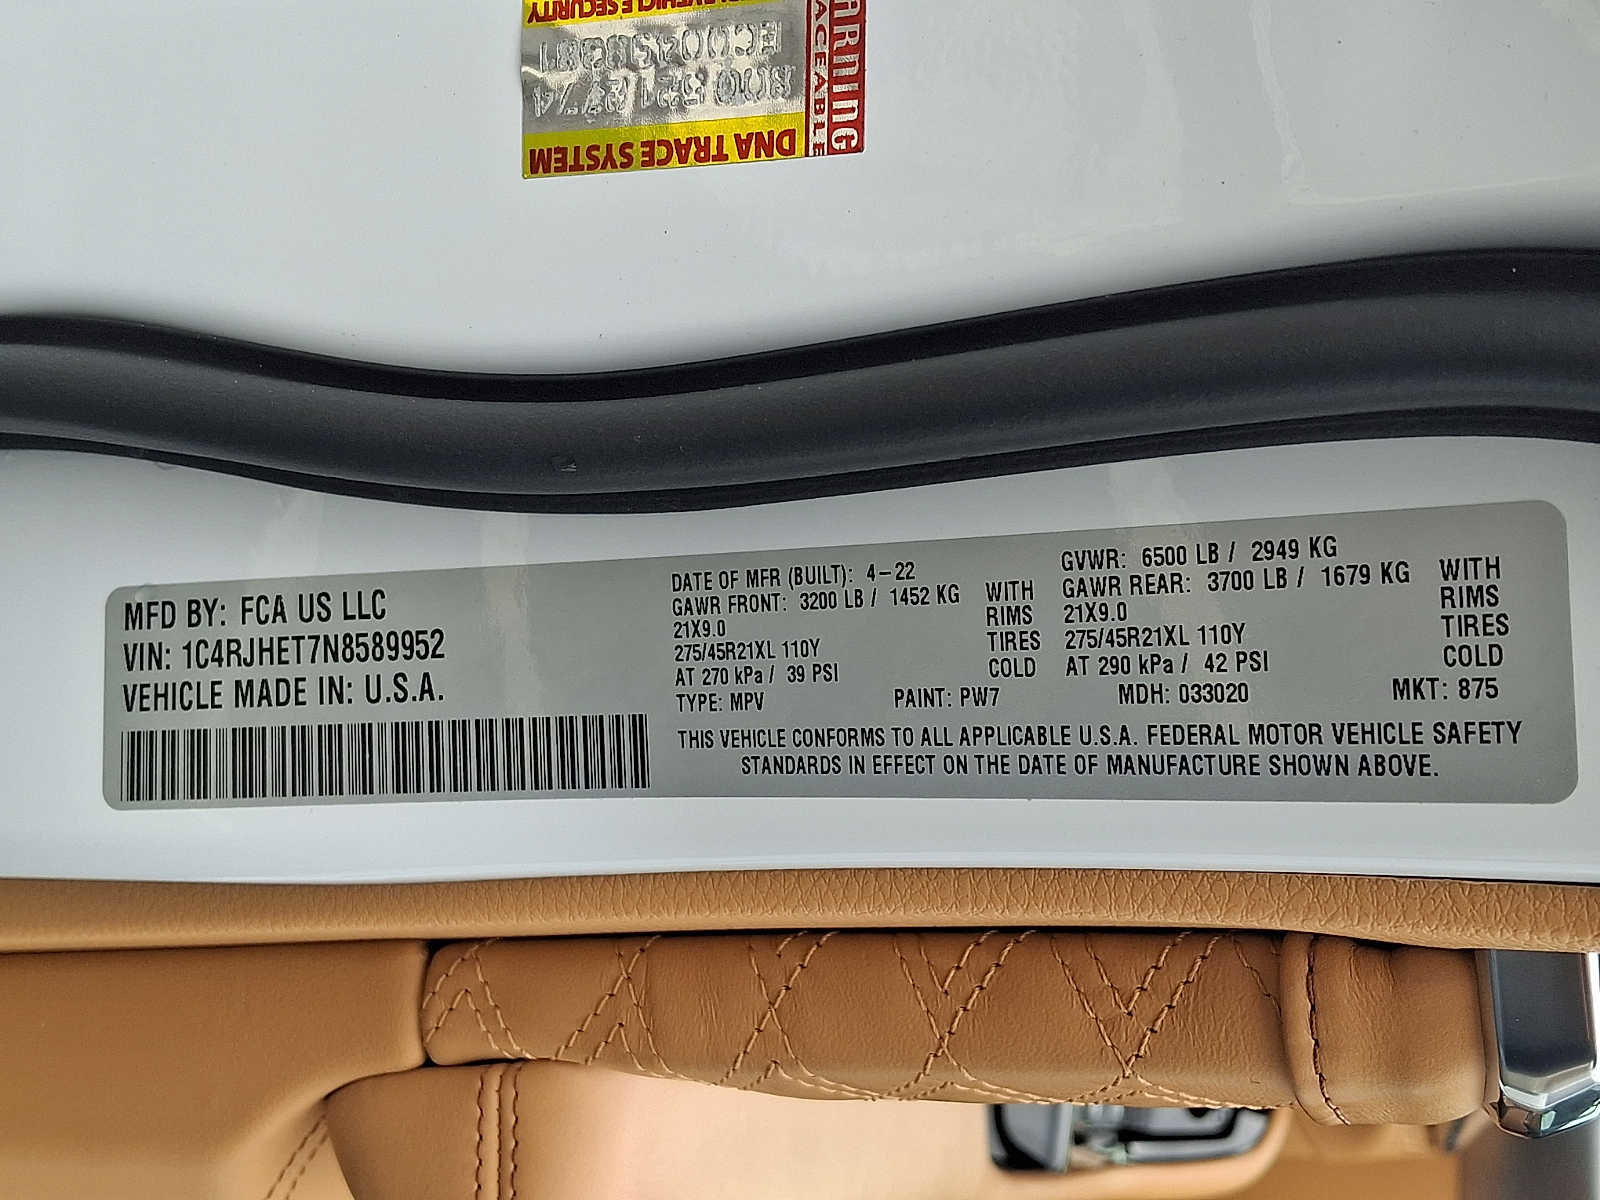 VEHICLE SECURITY
DNA TRACE SYSTEM
WARNING
TRACEABLE
MFD BY: FCA US LLC
VIN: 1C4RJHET7N8589952
VEHICLE MADE IN: U.S.A.
DATE OF MFR (BUILT): 4-22
GAWR FRONT: 3200 LB / 1452 KG WITH
21X9.0 RIMS
275/45R21XL 110Y TIRES
AT 270 kPa / 39 PSI COLD
GVWR: 6500 LB / 2949 KG
GAWR REAR: 3700 LB / 1679 KG WITH
21X9.0 RIMS
275/45R21XL 110Y TIRES
AT 290 kPa / 42 PSI COLD
TYPE: MPV PAINT: PW7 MDH: 033020 MKT: 875
THIS VEHICLE CONFORMS TO ALL APPLICABLE U.S.A. FEDERAL MOTOR VEHICLE SAFETY
STANDARDS IN EFFECT ON THE DATE OF MANUFACTURE SHOWN ABOVE.